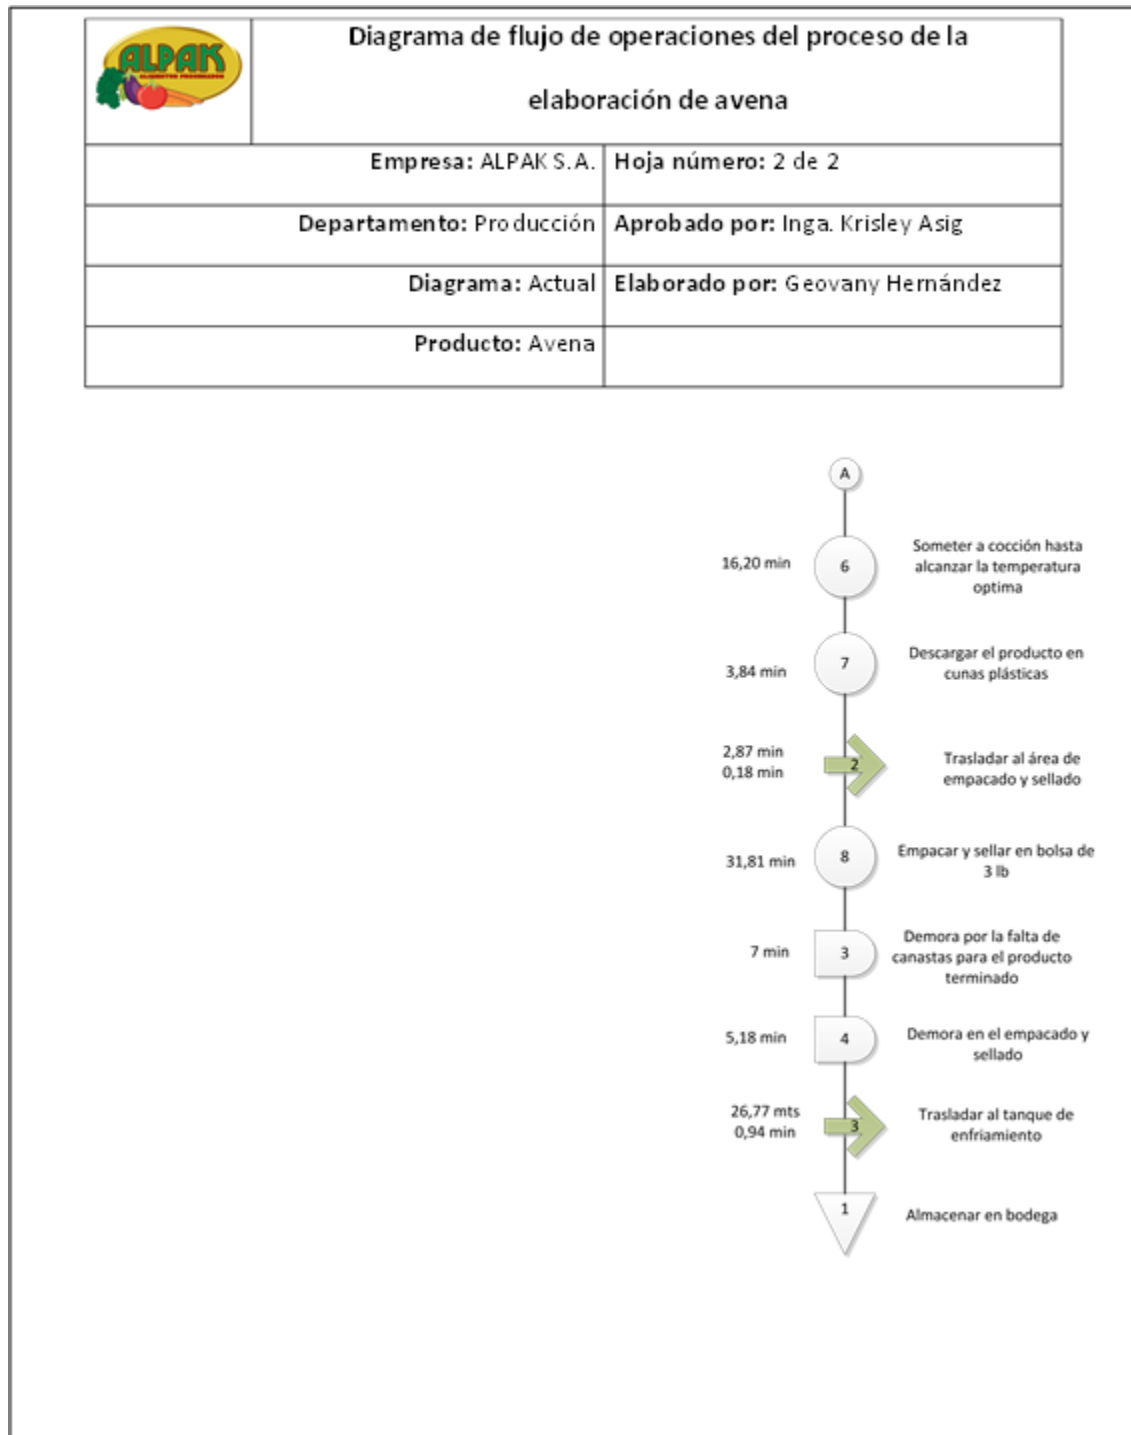 ALPAK
ALIMENTOS PROCESADOS
Diagrama de flujo de operaciones del proceso de la
elaboración de avena
Empresa: ALPAK S.A.
Hoja número: 2 de 2
Departamento: Producción
Aprobado por: Inga. Krisley Asig
Diagrama: Actual
Elaborado por: Geovany Hernández
Producto: Avena
A
16,20 min
6
Someter a cocción hasta
alcanzar la temperatura
optima
3,84 min
7
Descargar el producto en
cunas plásticas
2,87 min
0,18 min
2
Trasladar al área de
empacado y sellado
31,81 min
8
Empacar y sellar en bolsa de
3 lb
7 min
3
Demora por la falta de
canastas para el producto
terminado
5,18 min
4
Demora en el empacado y
sellado
26,77 mts
0,94 min
3
Trasladar al tanque de
enfriamiento
1
Almacenar en bodega